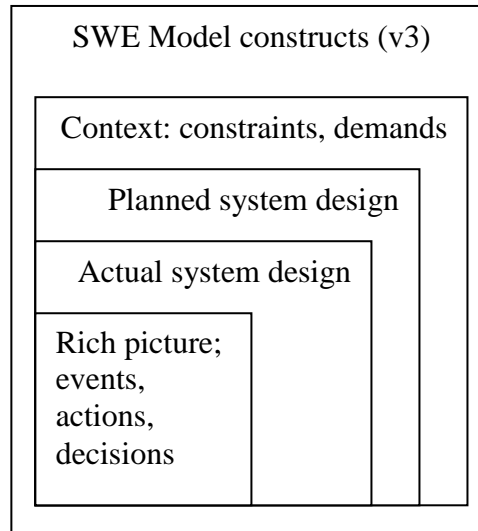 SWE Model constructs (v3)
Context: constraints, demands
Planned system design
Actual system design
Rich picture;
events,
actions,
decisions